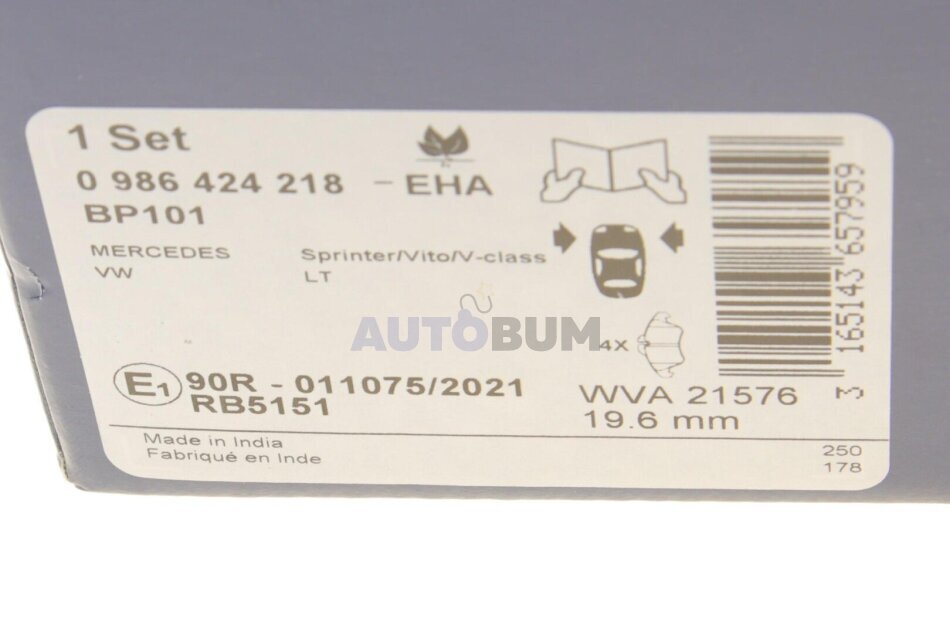 1 Set
0 986 424 218 - EHA
BP101
MERCEDES Sprinter/Vito/V-class
VW LT
AUTOBUM
4X
E1 90R - 011075/2021
RB5151
WVA 21576
19.6 mm
3 165143 657959
Made in India
Fabriqué en Inde
250
178